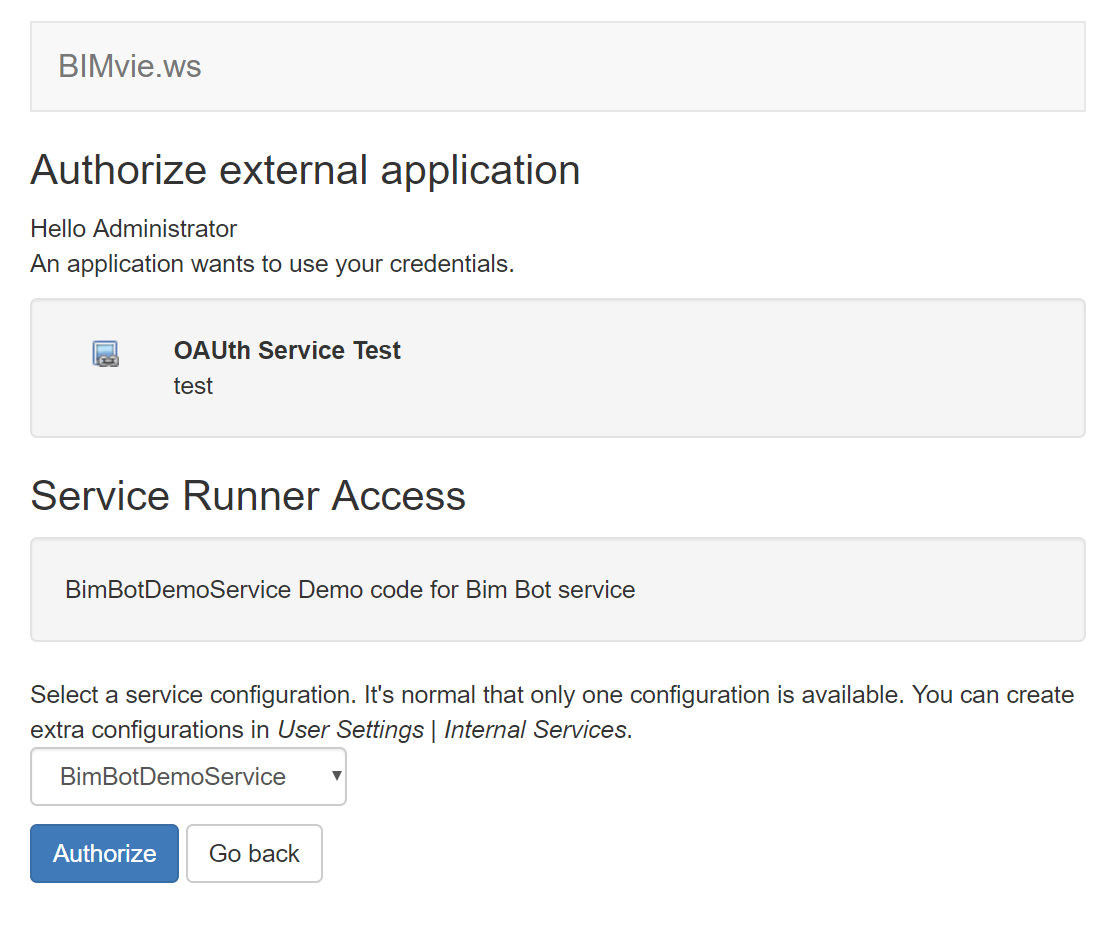 BIMvie.ws
Authorize external application
Hello Administrator
An application wants to use your credentials.
OAUth Service Test
test
Service Runner Access
BimBotDemoService Demo code for Bim Bot service
Select a service configuration. It's normal that only one configuration is available. You can create
extra configurations in User Settings | Internal Services.
BimBotDemoService
Authorize Go back